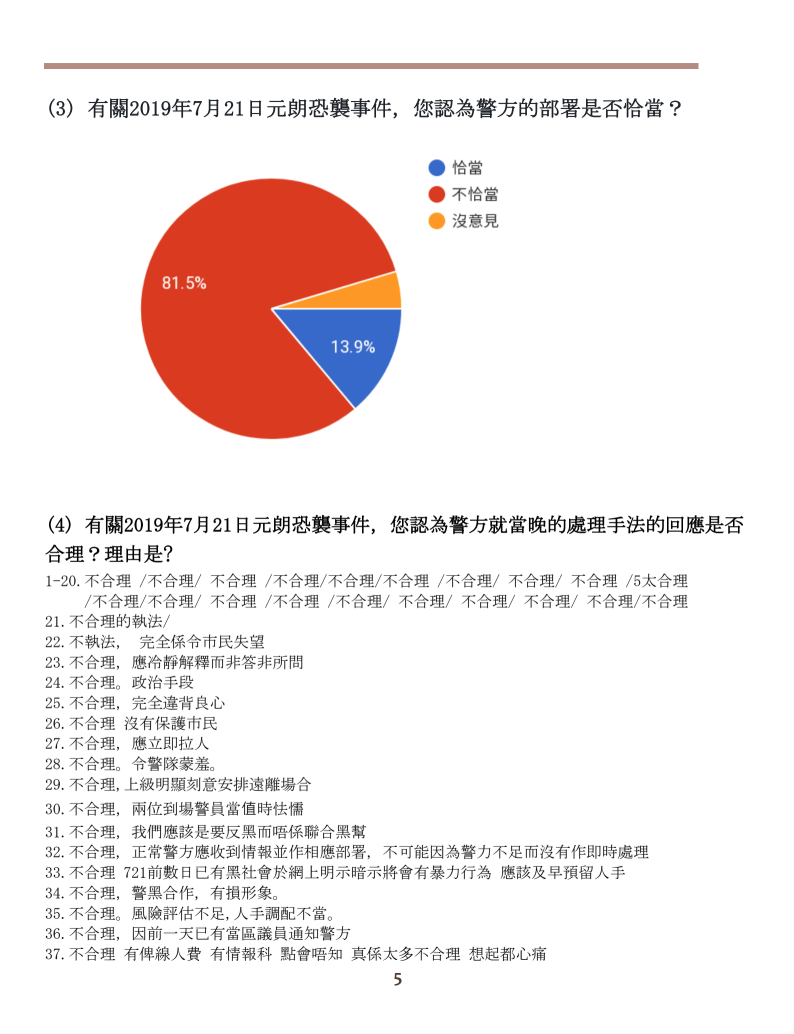 (3) 有關2019年7月21日元朗恐襲事件, 您認為警方的部署是否恰當？
恰當
不恰當
沒意見
81.5%
13.9%
(4) 有關2019年7月21日元朗恐襲事件, 您認為警方就當晚的處理手法的回應是否
合理？理由是?
1-20. 不合理 /不合理/ 不合理 /不合理/不合理/不合理 /不合理/ 不合理/ 不合理 /5太合理
/不合理/不合理/ 不合理 /不合理 /不合理/ 不合理/ 不合理/ 不合理/ 不合理/不合理
21. 不合理的執法/
22. 不執法, 完全係令市民失望
23. 不合理, 應冷靜解釋而非答非所問
24. 不合理。政治手段
25. 不合理, 完全違背良心
26. 不合理 沒有保護市民
27. 不合理, 應立即拉人
28. 不合理。令警隊蒙羞。
29. 不合理,上級明顯刻意安排遠離場合
30. 不合理, 兩位到場警員當值時怯懦
31. 不合理, 我們應該是要反黑而唔係聯合黑幫
32. 不合理, 正常警方應收到情報並作相應部署, 不可能因為警力不足而沒有作即時處理
33. 不合理 721前數日已有黑社會於網上明示暗示將會有暴力行為 應該及早預留人手
34. 不合理, 警黑合作, 有損形象。
35. 不合理。風險評估不足,人手調配不當。
36. 不合理, 因前一天已有當區議員通知警方
37. 不合理 有俾線人費 有情報科 點會唔知 真係太多不合理 想起都心痛
5